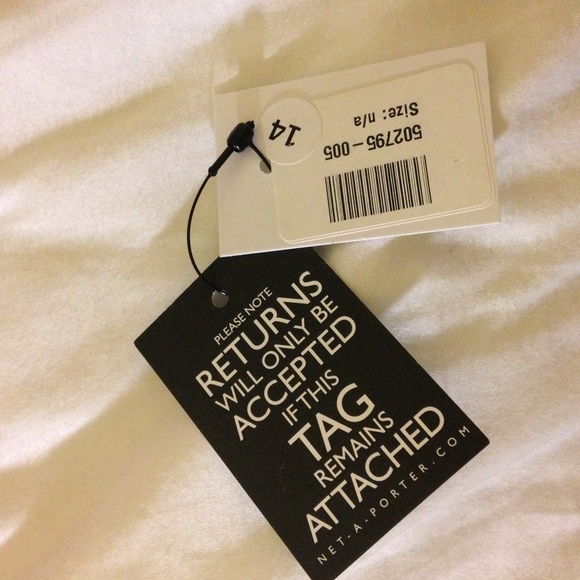 14
502795-005
Size: n/a
PLEASE NOTE
RETURNS
WILL ONLY BE
ACCEPTED
IF THIS
TAG
REMAINS
ATTACHED
NET-A-PORTER.COM